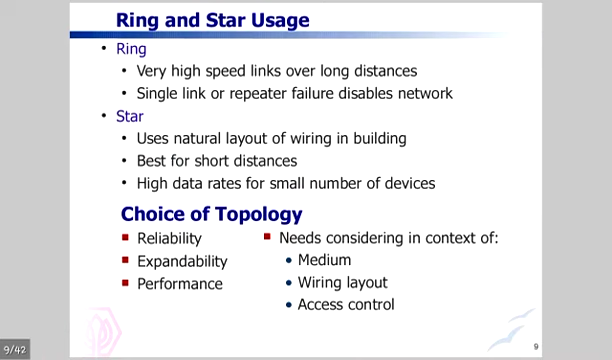 Ring and Star Usage
• Ring
• Very high speed links over long distances
• Single link or repeater failure disables network
• Star
• Uses natural layout of wiring in building
• Best for short distances
• High data rates for small number of devices
Choice of Topology
■ Reliability
■ Expandability
■ Performance
■ Needs considering in context of:
• Medium
• Wiring layout
• Access control
9
9/42